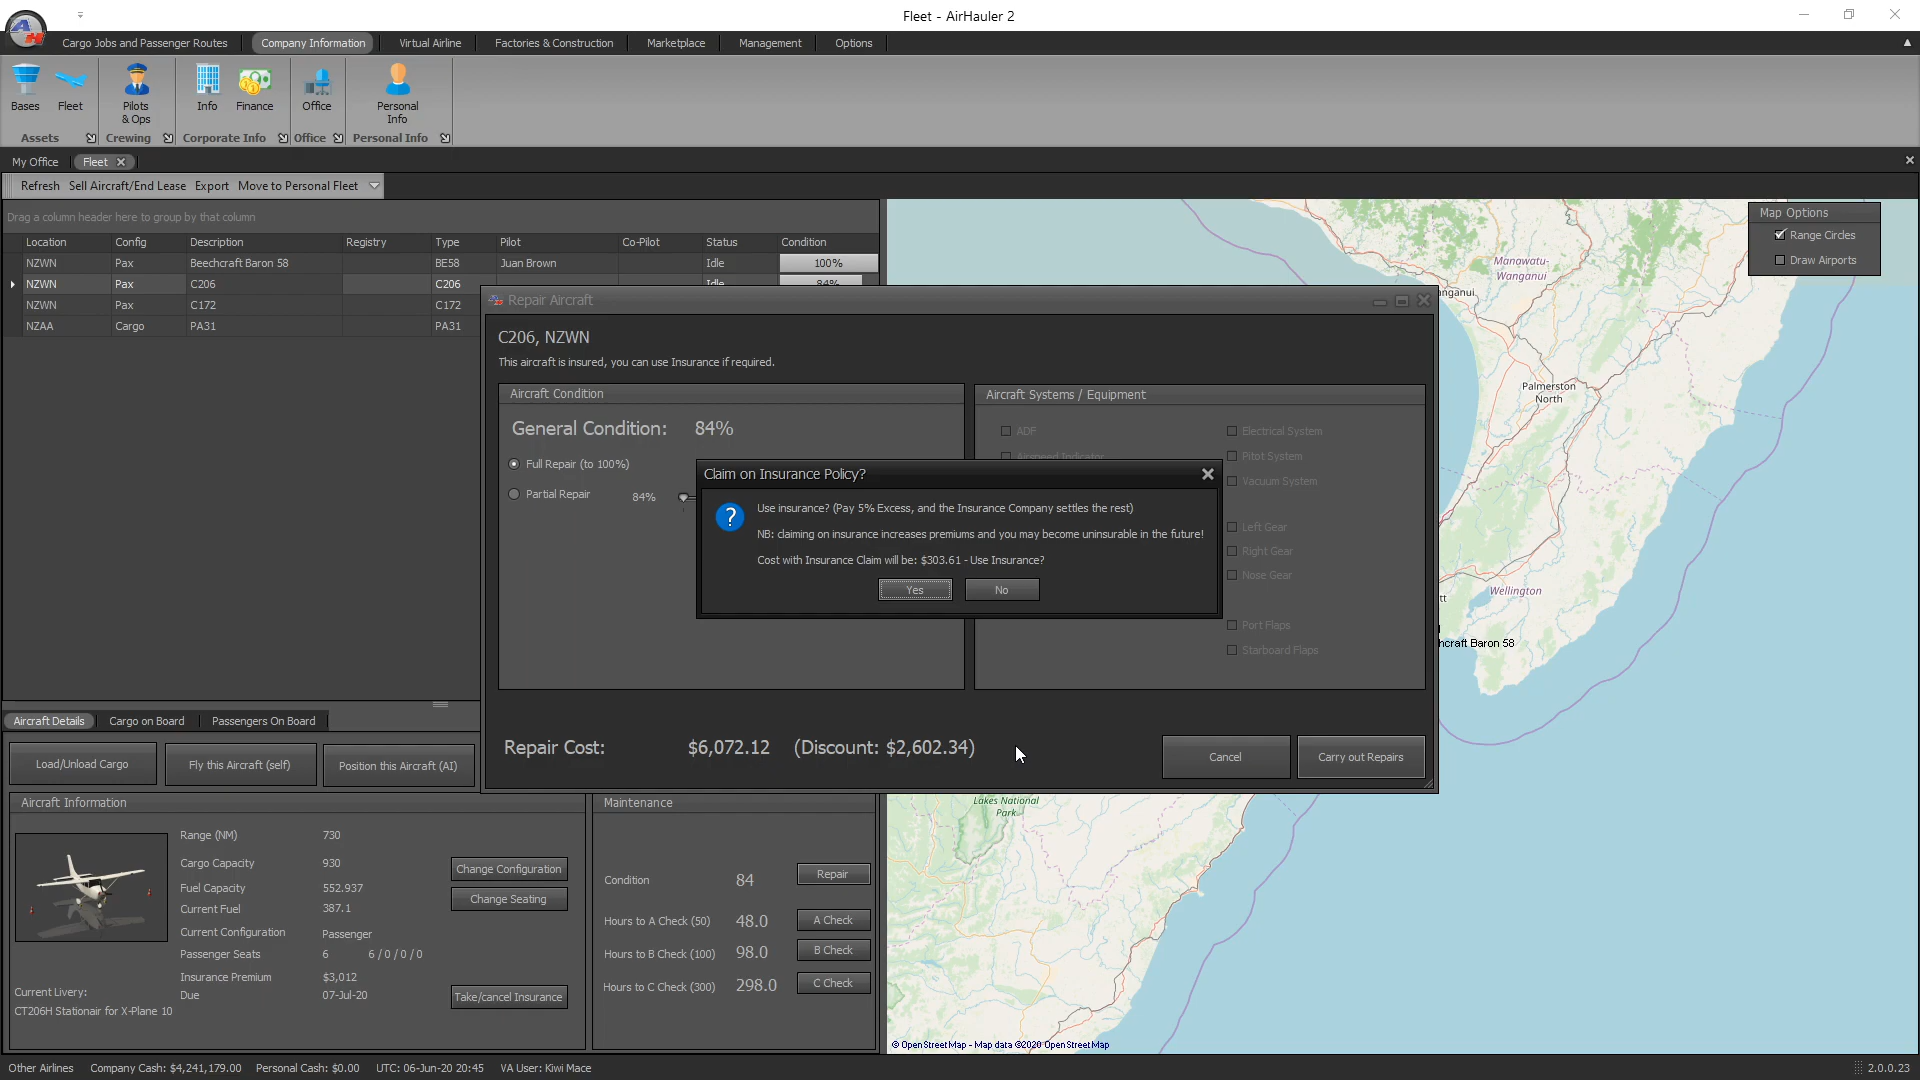 Fleet - AirHauler 2
Cargo Jobs and Passenger Routes
Company Information
Virtual Airline
Factories & Construction
Marketplace
Management
Options
Bases
Fleet
Pilots
& Ops
Info
Finance
Office
Personal
Info
Assets
Crewing
Corporate Info
Office
Personal Info
My Office
Fleet
Refresh
Sell Aircraft/End Lease
Export
Move to Personal Fleet
Drag a column header here to group by that column
Location Config Description Registry Type Pilot Co-Pilot Status Condition
NZWN Pax Beechcraft Baron 58 BE58 Juan Brown Idle 100%
NZWN Pax C206 C206 Idle 84%
NZWN Pax C172 C172
NZAA Cargo PA31 PA31
Map Options
Range Circles
Draw Airports
Manawatu-
Wanganui
anganui
Palmerston
North
Wellington
tt
hcraft Baron 58
Lakes National
Park
© OpenStreetMap - Map data ©2020 OpenStreetMap
Repair Aircraft
C206, NZWN
This aircraft is insured, you can use Insurance if required.
Aircraft Condition
General Condition: 84%
Full Repair (to 100%)
Partial Repair 84%
Aircraft Systems / Equipment
ADF
Airspeed Indicator
Electrical System
Pitot System
Vacuum System
Left Gear
Right Gear
Nose Gear
Port Flaps
Starboard Flaps
Claim on Insurance Policy?
Use insurance? (Pay 5% Excess, and the Insurance Company settles the rest)
NB: claiming on insurance increases premiums and you may become uninsurable in the future!
Cost with Insurance Claim will be: $303.61 - Use Insurance?
Yes
No
Repair Cost: $6,072.12 (Discount: $2,602.34)
Cancel
Carry out Repairs
Aircraft Details
Cargo on Board
Passengers On Board
Load/Unload Cargo
Fly this Aircraft (self)
Position this Aircraft (AI)
Aircraft Information
Range (NM) 730
Cargo Capacity 930
Fuel Capacity 552.937
Current Fuel 387.1
Current Configuration Passenger
Passenger Seats 6 6 / 0 / 0 / 0
Insurance Premium $3,012
Due 07-Jul-20
Change Configuration
Change Seating
Take/cancel Insurance
Current Livery:
CT206H Stationair for X-Plane 10
Maintenance
Condition 84 Repair
Hours to A Check (50) 48.0 A Check
Hours to B Check (100) 98.0 B Check
Hours to C Check (300) 298.0 C Check
Other Airlines
Company Cash: $4,241,179.00
Personal Cash: $0.00
UTC: 06-Jun-20 20:45
VA User: Kiwi Mace
2.0.0.23